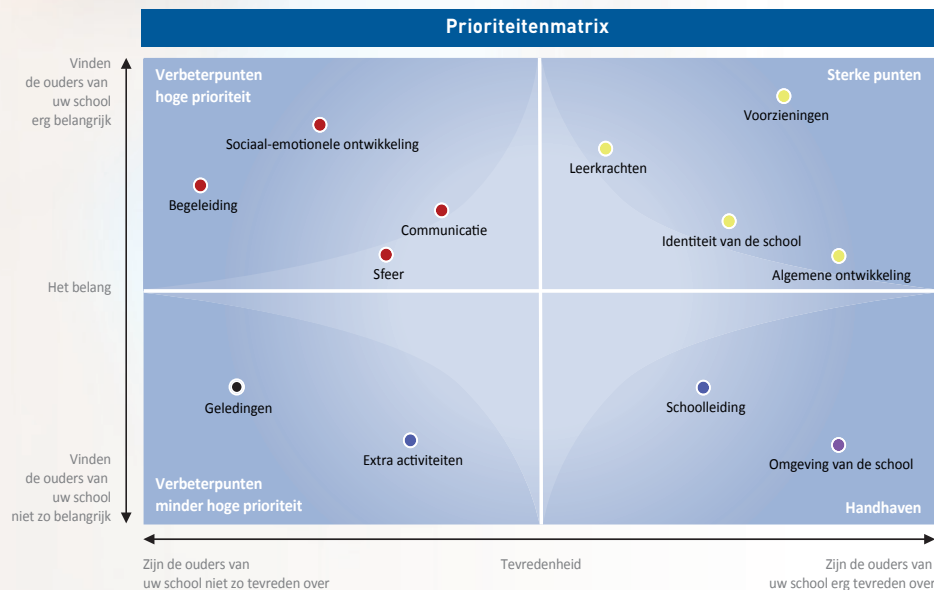 Prioriteitenmatrix
Vinden
de ouders van
uw school
erg belangrijk
Verbeterpunten
hoge prioriteit
Sterke punten
Voorzieningen
Sociaal-emotionele ontwikkeling
Leerkrachten
Begeleiding
Communicatie
Identiteit van de school
Sfeer
Algemene ontwikkeling
Het belang
Geledingen
Schoolleiding
Extra activiteiten
Omgeving van de school
Vinden
de ouders van
uw school
niet zo belangrijk
Verbeterpunten
minder hoge prioriteit
Handhaven
Zijn de ouders van
uw school niet zo tevreden over
Tevredenheid
Zijn de ouders van
uw school erg tevreden over